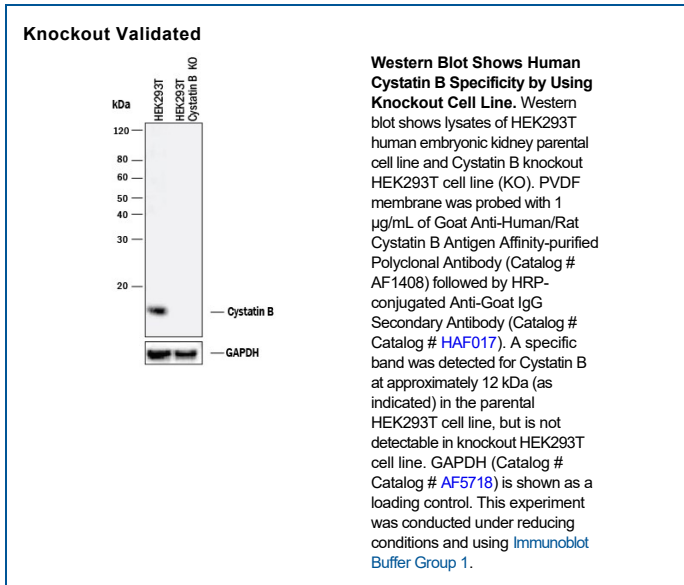 Knockout Validated
kDa
HEK293T
HEK293T
Cystatin B KO
120
80
60
50
40
30
20
Cystatin B
GAPDH
Western Blot Shows Human
Cystatin B Specificity by Using
Knockout Cell Line. Western
blot shows lysates of HEK293T
human embryonic kidney parental
cell line and Cystatin B knockout
HEK293T cell line (KO). PVDF
membrane was probed with 1
µg/mL of Goat Anti-Human/Rat
Cystatin B Antigen Affinity-purified
Polyclonal Antibody (Catalog #
AF1408) followed by HRP-
conjugated Anti-Goat IgG
Secondary Antibody (Catalog #
Catalog # HAF017). A specific
band was detected for Cystatin B
at approximately 12 kDa (as
indicated) in the parental
HEK293T cell line, but is not
detectable in knockout HEK293T
cell line. GAPDH (Catalog #
Catalog # AF5718) is shown as a
loading control. This experiment
was conducted under reducing
conditions and using Immunoblot
Buffer Group 1.